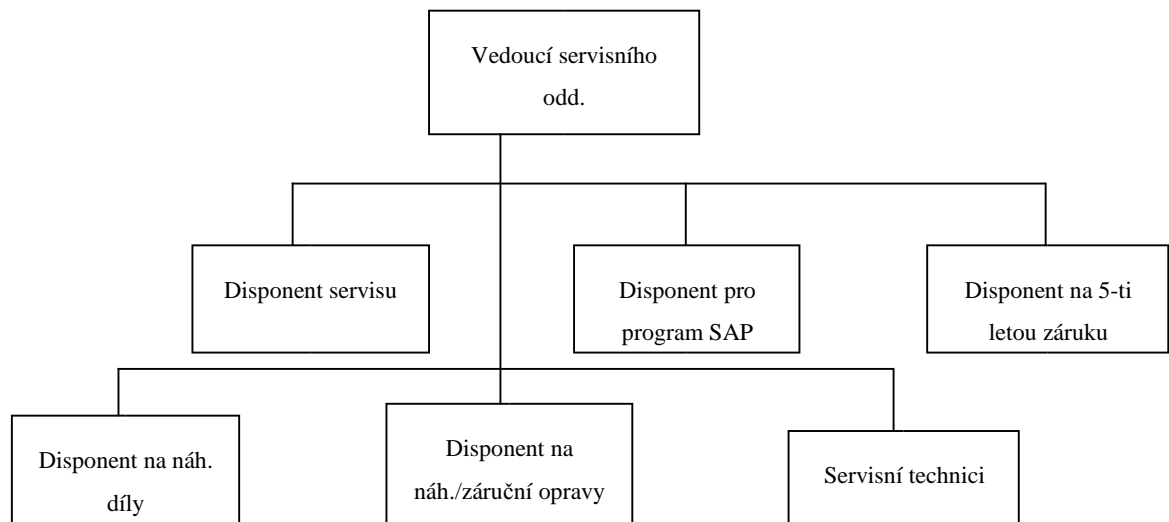 Vedoucí servisního
odd.
Disponent servisu
Disponent pro
program SAP
Disponent na 5-ti
letou záruku
Disponent na náh.
díly
Disponent na
náh./záruční opravy
Servisní technici